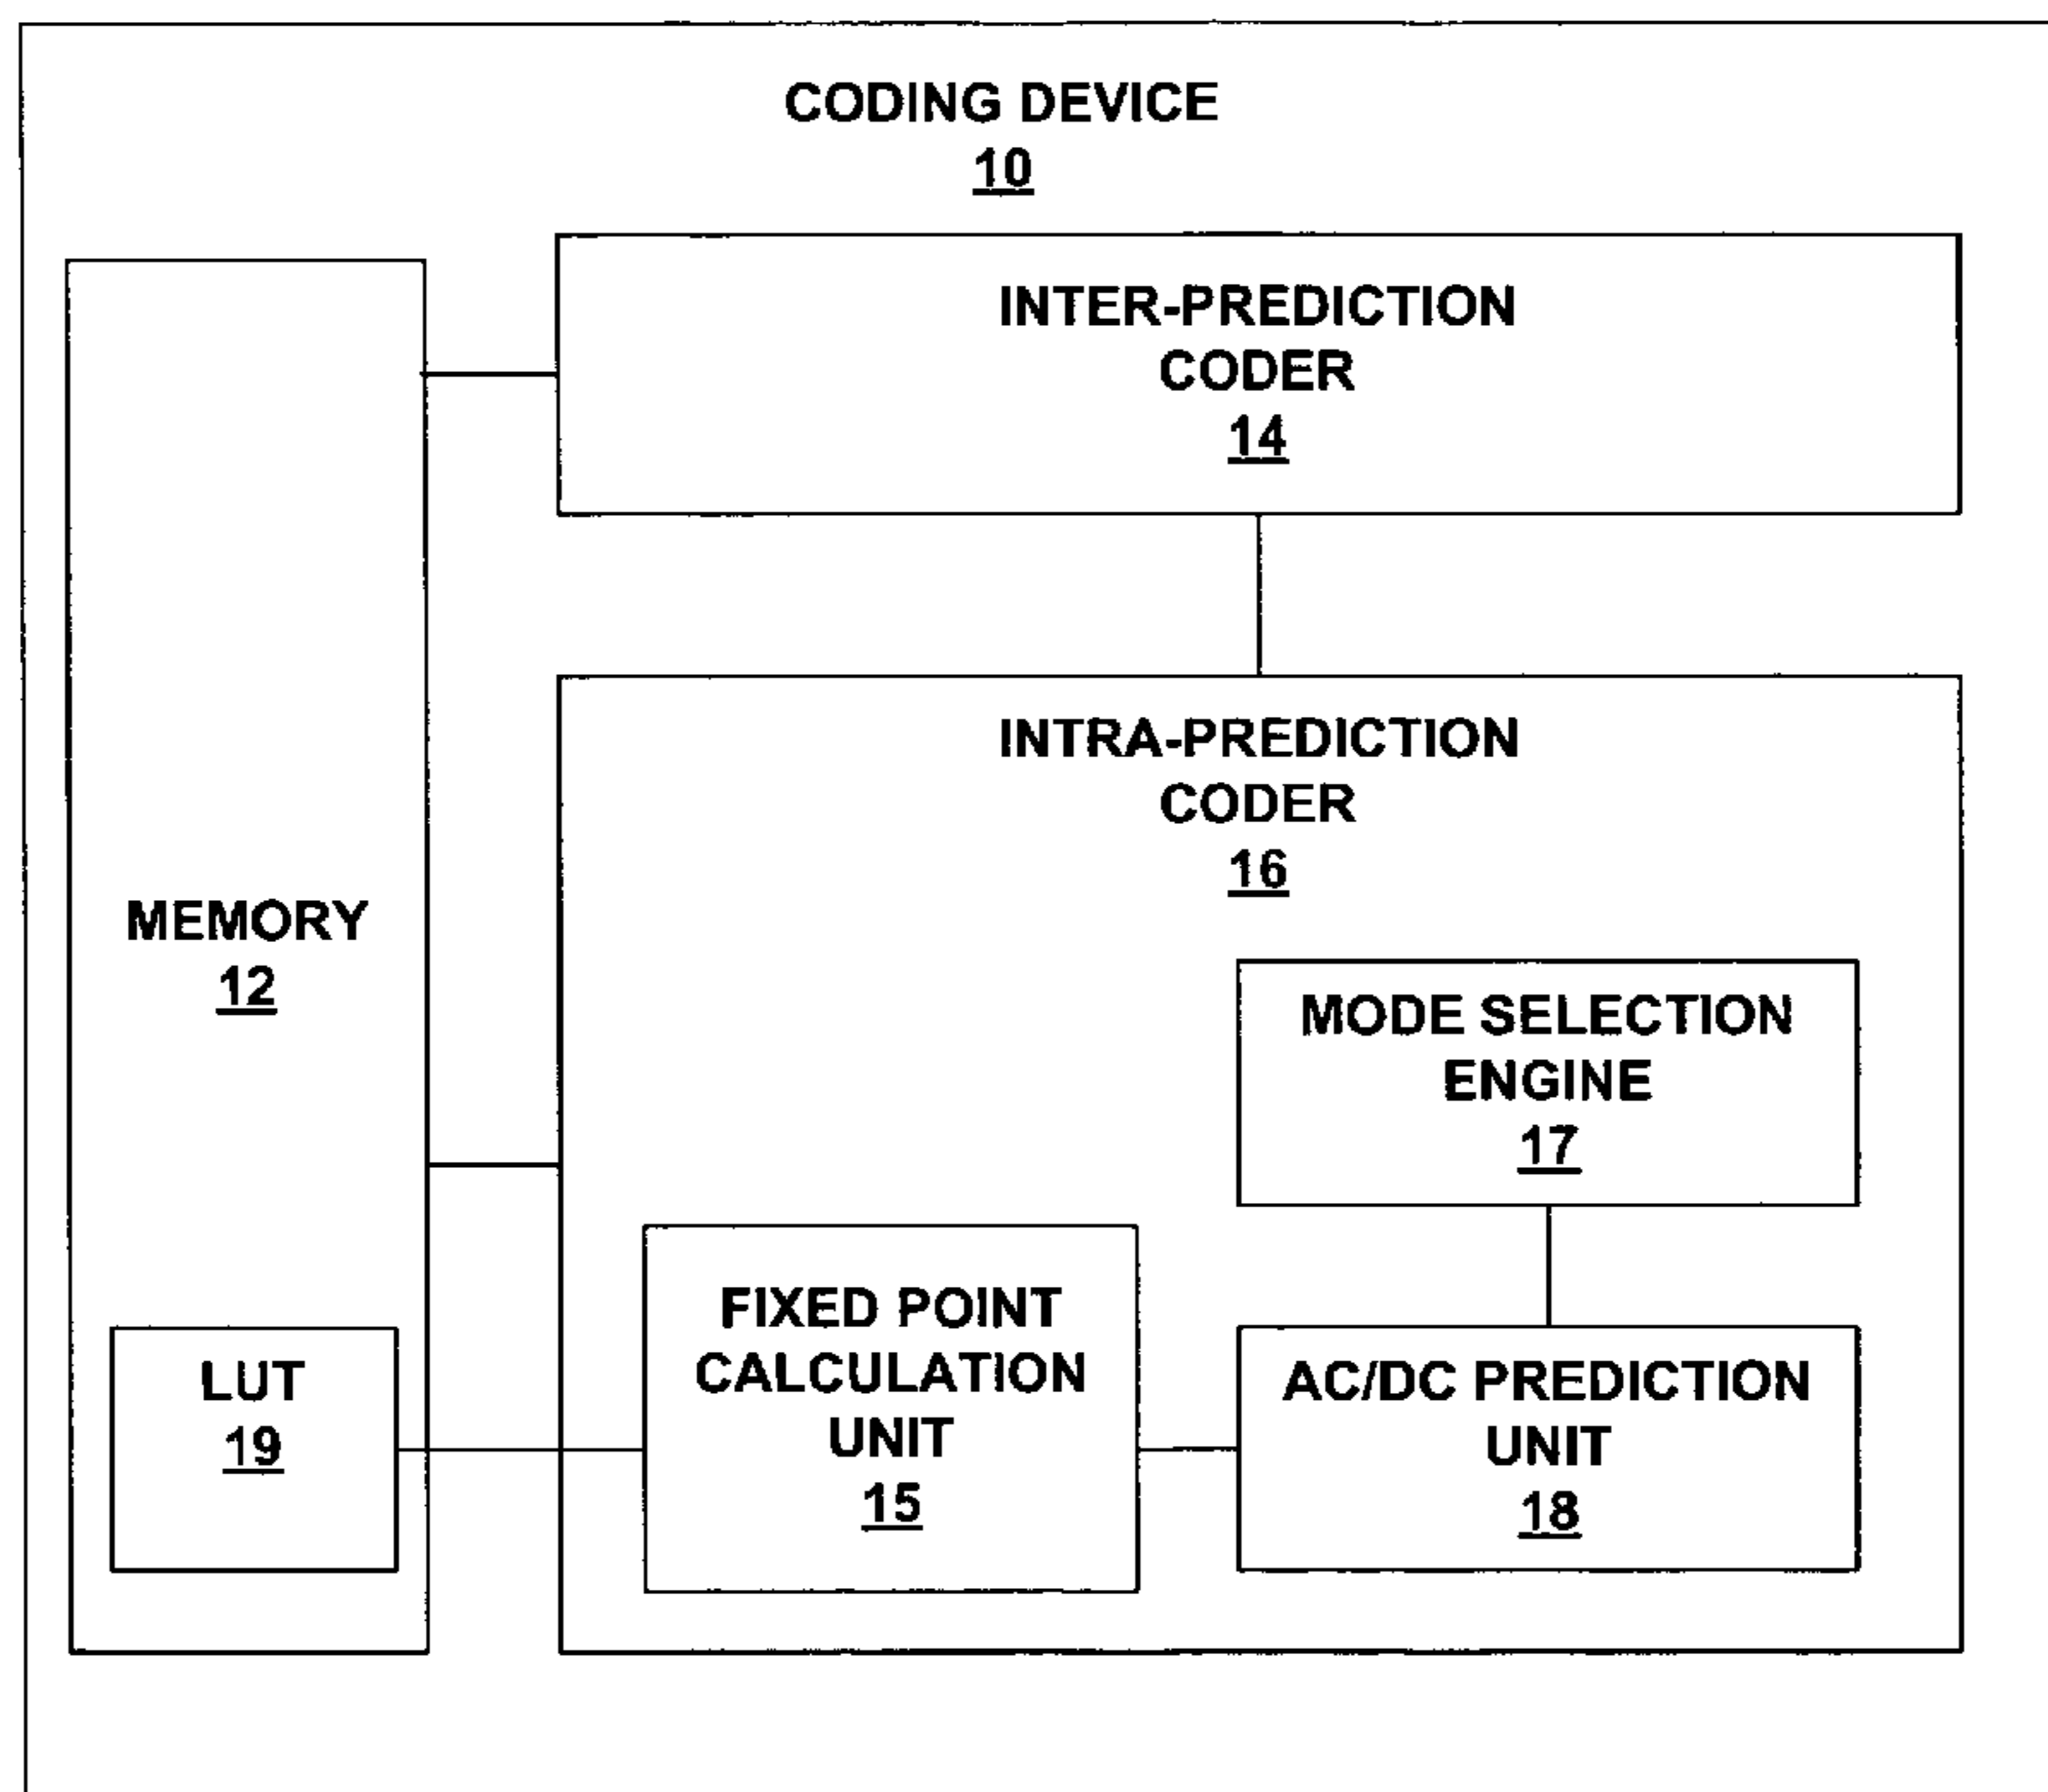 CODING DEVICE
10
INTER-PREDICTION
CODER
14
INTRA-PREDICTION
CODER
16
MEMORY
12
MODE SELECTION
ENGINE
17
FIXED POINT
CALCULATION
UNIT
15
LUT
19
AC/DC PREDICTION
UNIT
18